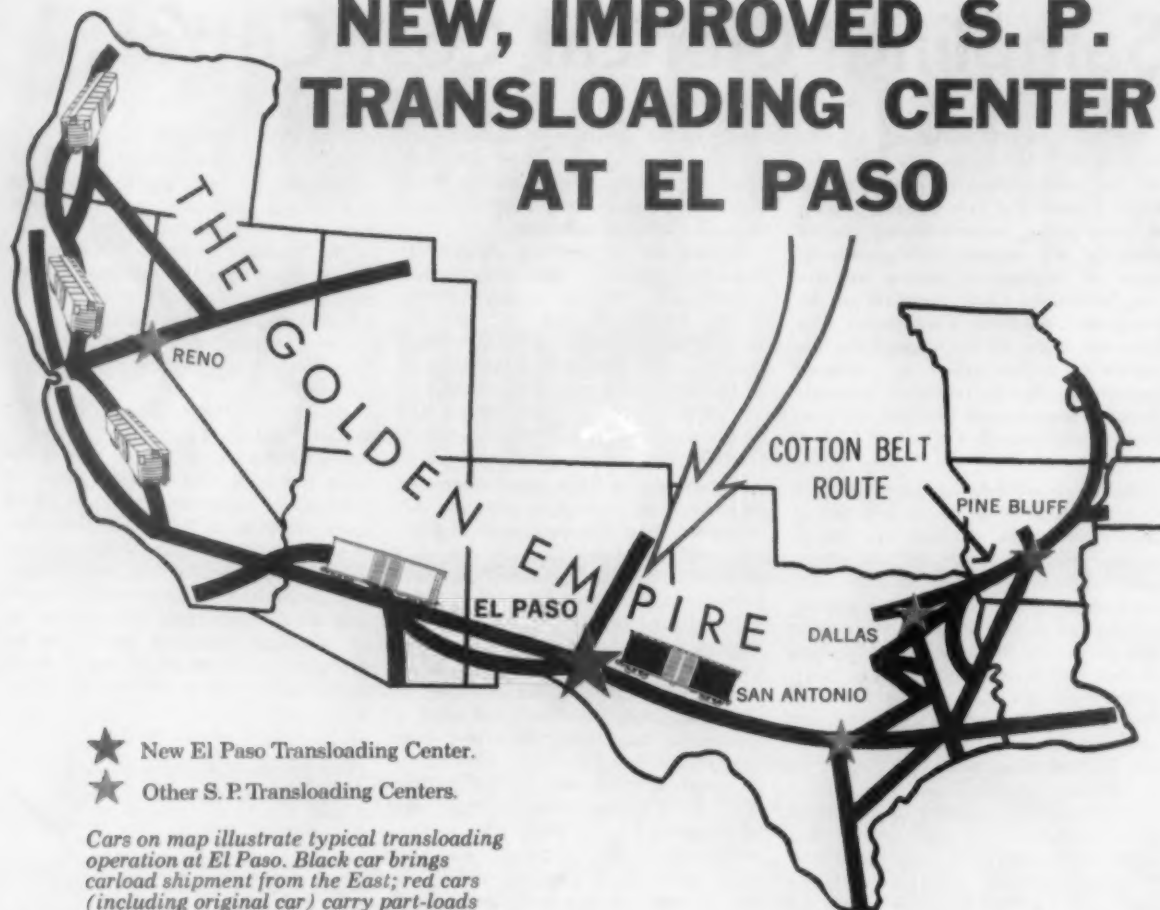 NEW, IMPROVED S. P.
TRANSLOADING CENTER
AT EL PASO
THE
GOLDEN
EMPIRE
RENO
COTTON BELT
ROUTE
PINE BLUFF
EL PASO
DALLAS
SAN ANTONIO
New El Paso Transloading Center.
Other S. P. Transloading Centers.
Cars on map illustrate typical transloading
operation at El Paso. Black car brings
carload shipment from the East; red cars
(including original car) carry part-loads